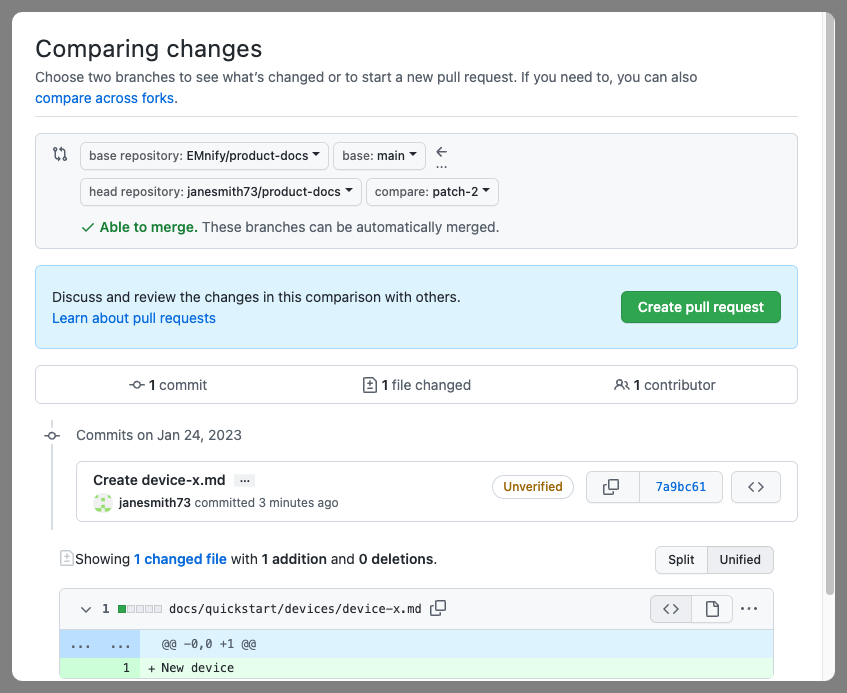 Comparing changes
Choose two branches to see what's changed or to start a new pull request. If you need to, you can also
compare across forks.
base repository: EMnify/product-docs base: main ...
head repository: janesmith73/product-docs compare: patch-2
Able to merge. These branches can be automatically merged.
Discuss and review the changes in this comparison with others.
Learn about pull requests
Create pull request
1 commit 1 file changed 1 contributor
Commits on Jan 24, 2023
Create device-x.md ...
janesmith73 committed 3 minutes ago
Unverified 7a9bc61
Showing 1 changed file with 1 addition and 0 deletions.
Split Unified
1 docs/quickstart/devices/device-x.md ...
... ... @@ -0,0 +1 @@
1 + New device